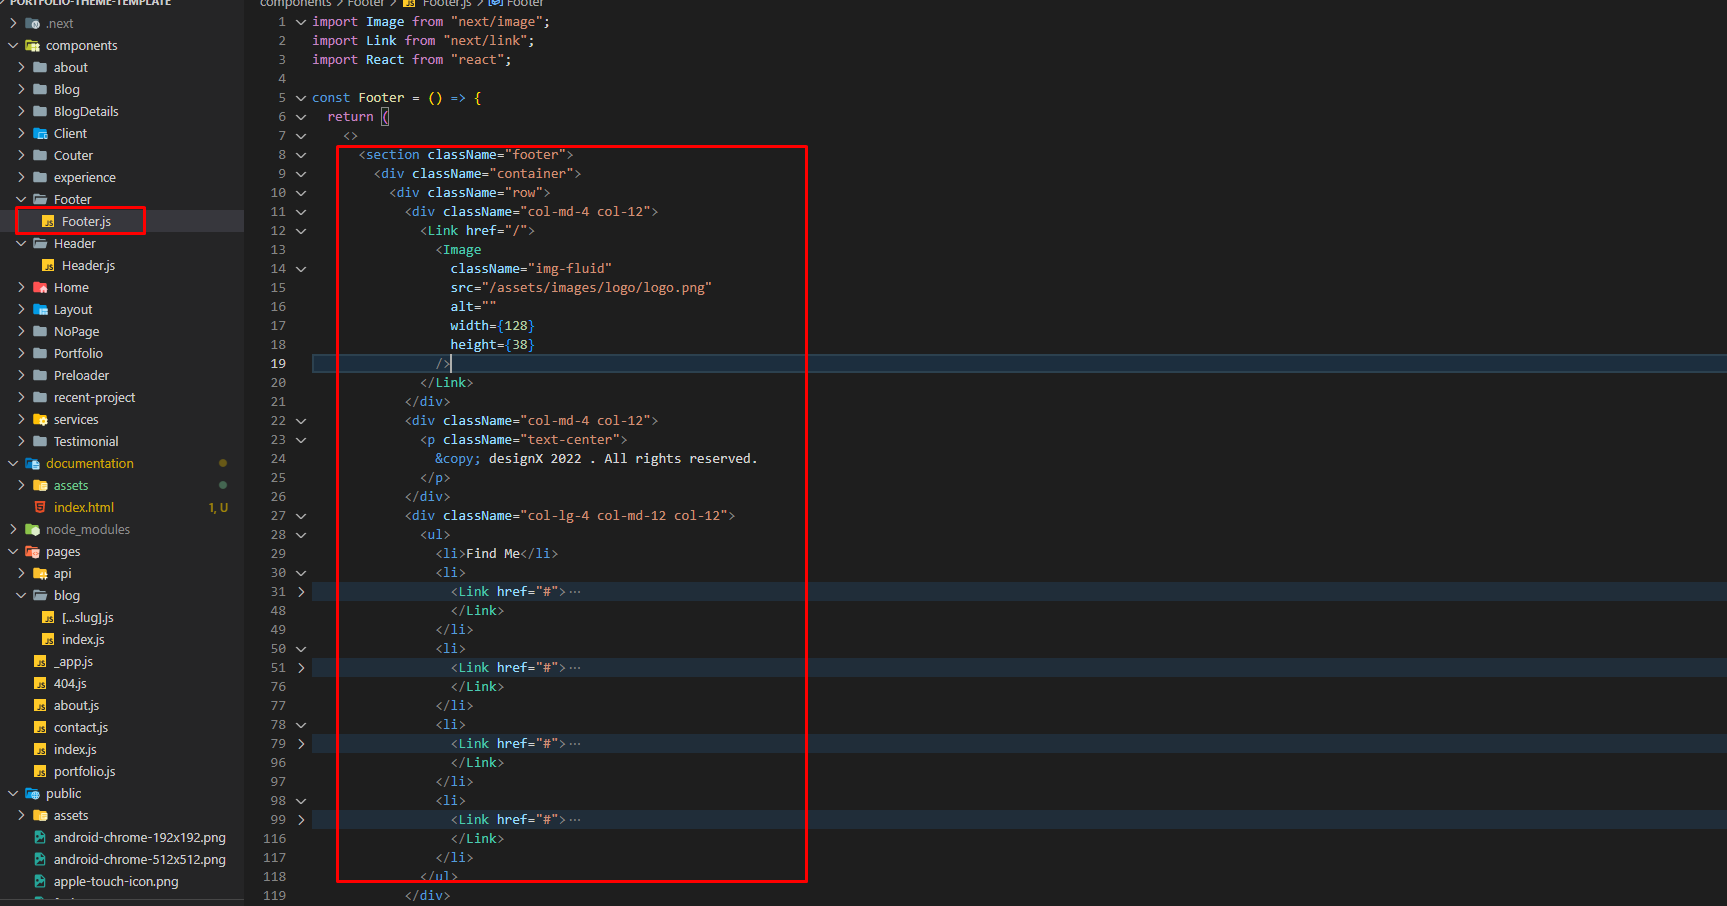 PORTFOLIO-THEME-TEMPLATE
.next
components
about
Blog
BlogDetails
Client
Couter
experience
Footer
JS Footer.js
Header
JS Header.js
Home
Layout
NoPage
Portfolio
Preloader
recent-project
services
Testimonial
documentation
assets
index.html 1, U
node_modules
pages
api
blog
JS [...slug].js
JS index.js
JS _app.js
JS 404.js
JS about.js
JS contact.js
JS index.js
JS portfolio.js
public
assets
android-chrome-192x192.png
android-chrome-512x512.png
apple-touch-icon.png
components > Footer > JS Footer.js > Footer
1 import Image from "next/image";
2 import Link from "next/link";
3 import React from "react";
4
5 const Footer = () => {
6 return (
7 <>
8 <section className="footer">
9 <div className="container">
10 <div className="row">
11 <div className="col-md-4 col-12">
12 <Link href="/">
13 <Image
14 className="img-fluid"
15 src="/assets/images/logo/logo.png"
16 alt=""
17 width={128}
18 height={38}
19 />
20 </Link>
21 </div>
22 <div className="col-md-4 col-12">
23 <p className="text-center">
24 &copy; designX 2022 . All rights reserved.
25 </p>
26 </div>
27 <div className="col-lg-4 col-md-12 col-12">
28 <ul>
29 <li>Find Me</li>
30 <li>
31 <Link href="#">···
48 </Link>
49 </li>
50 <li>
51 <Link href="#">···
76 </Link>
77 </li>
78 <li>
79 <Link href="#">···
96 </Link>
97 </li>
98 <li>
99 <Link href="#">···
116 </Link>
117 </li>
118 </ul>
119 </div>